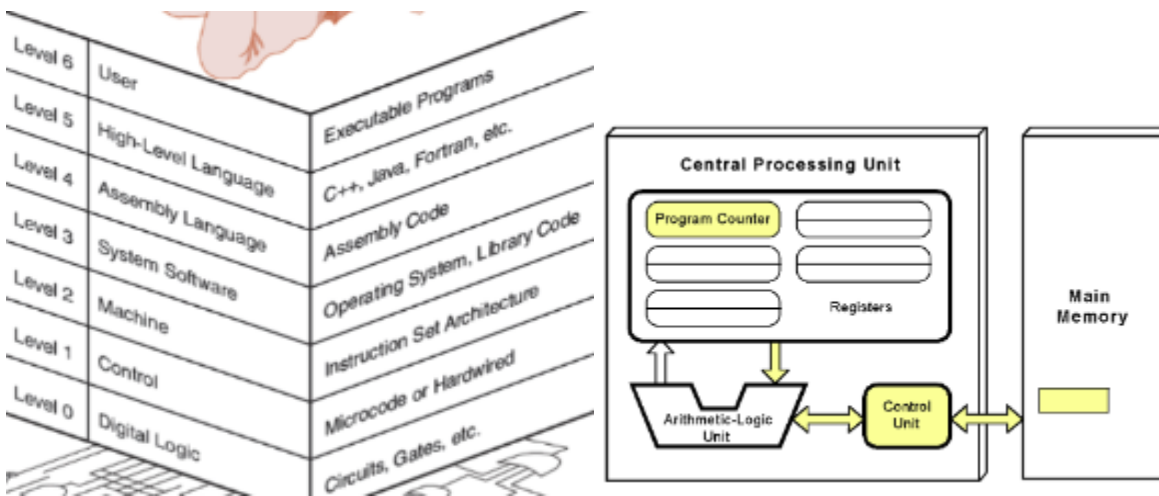 Level 6 User Executable Programs
Level 5 High-Level Language C++, Java, Fortran, etc.
Level 4 Assembly Language Assembly Code
Level 3 System Software Operating System, Library Code
Level 2 Machine Instruction Set Architecture
Level 1 Control Microcode or Hardwired
Level 0 Digital Logic Circuits, Gates, etc.
Central Processing Unit
Program Counter
Registers
Arithmetic-Logic
Unit
Control
Unit
Main
Memory